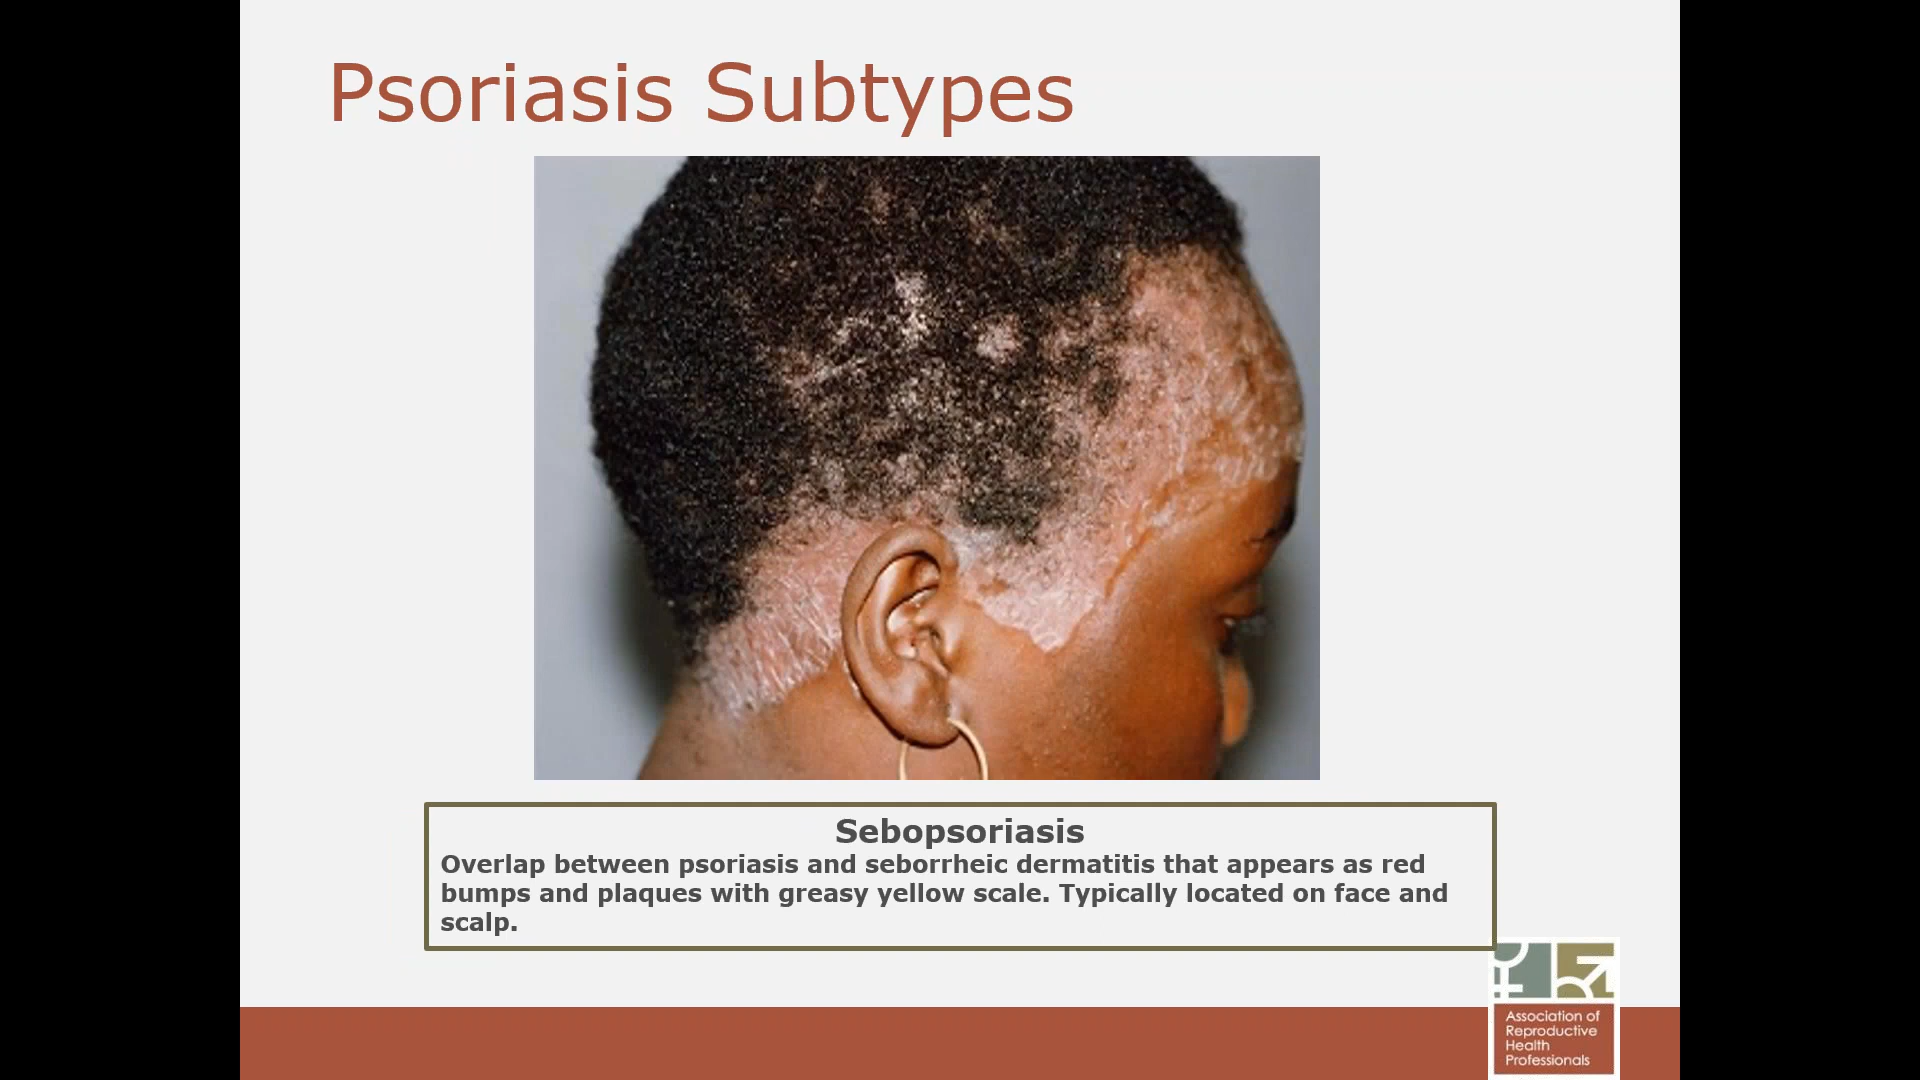 Psoriasis Subtypes
Sebopsoriasis
Overlap between psoriasis and seborrheic dermatitis that appears as red
bumps and plaques with greasy yellow scale. Typically located on face and
scalp.
Association of
Reproductive
Health
Professionals